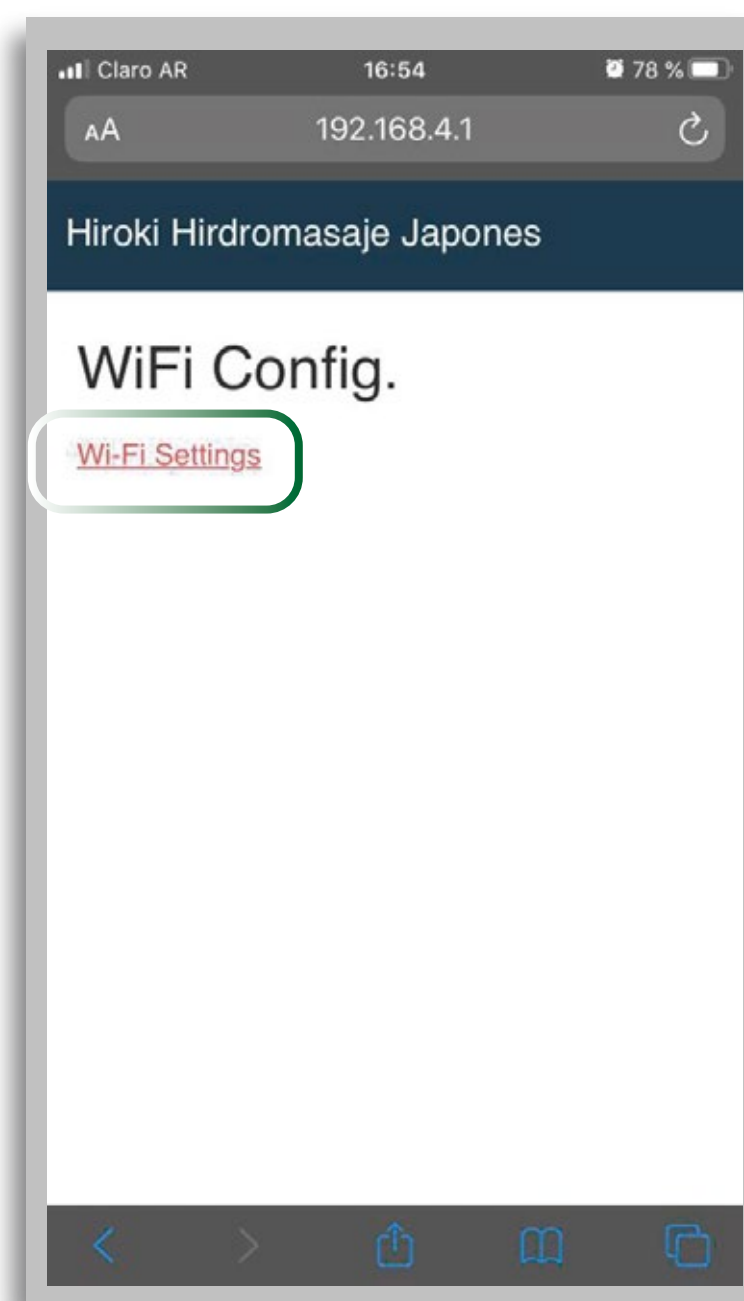 Claro AR 16:54 78 %
AA 192.168.4.1
Hiroki Hirdromasaje Japones
WiFi Config.
Wi-Fi Settings